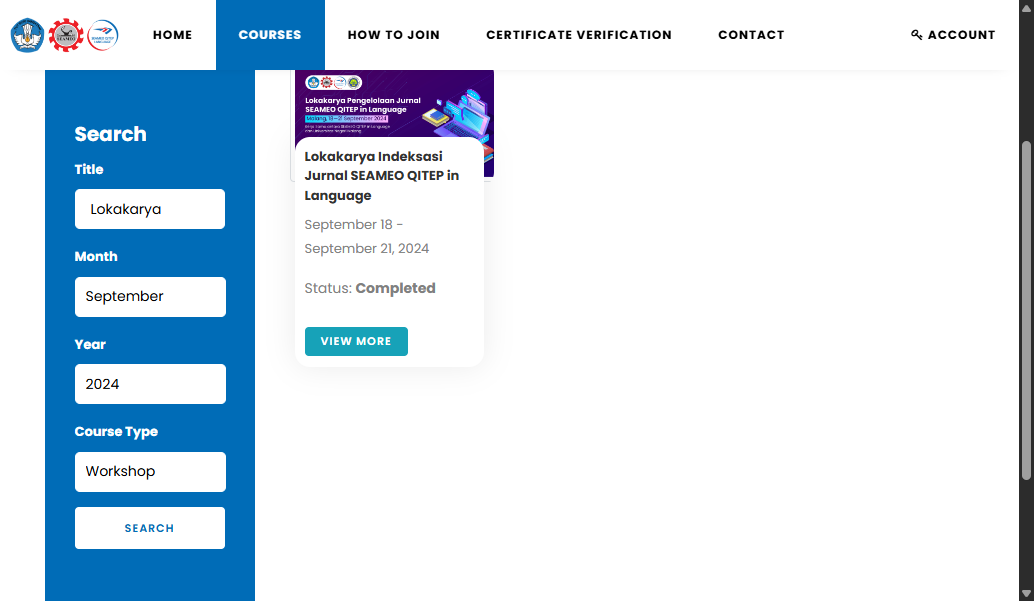 HOME
COURSES
HOW TO JOIN
CERTIFICATE VERIFICATION
CONTACT
ACCOUNT
Search
Title
Lokakarya
Month
September
Year
2024
Course Type
Workshop
SEARCH
Lokakarya Pengelolaan Jurnal
SEAMEO QITEP in Language
Malang, 18–21 September 2024
Lokakarya Indeksasi
Jurnal SEAMEO QITEP in
Language
September 18 -
September 21, 2024
Status: Completed
VIEW MORE